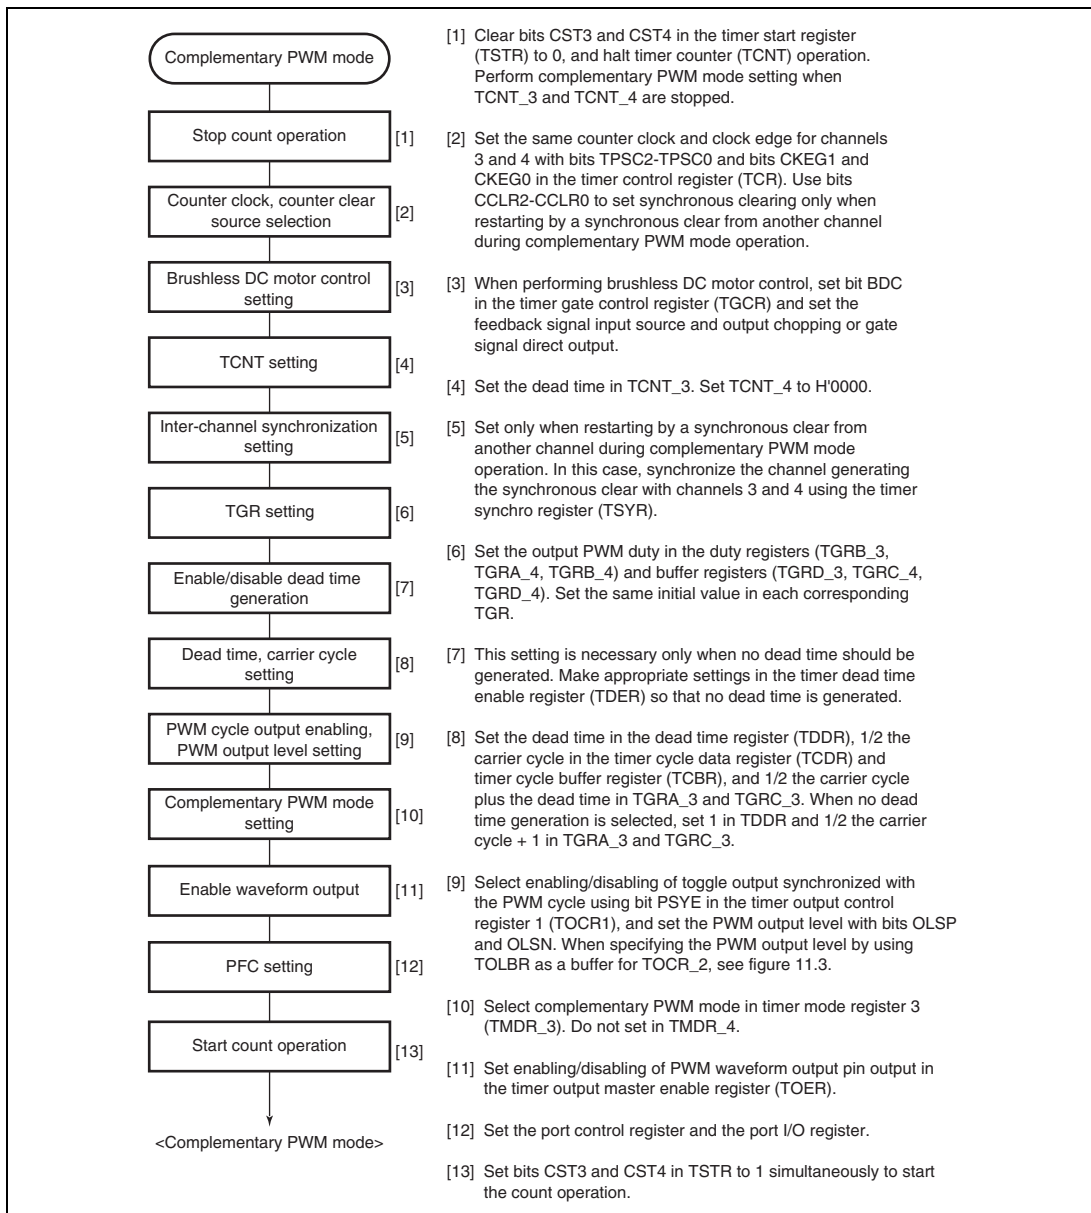 Complementary PWM mode
Stop count operation
[1]
Counter clock, counter clear
source selection
[2]
Brushless DC motor control
setting
[3]
TCNT setting
[4]
Inter-channel synchronization
setting
[5]
TGR setting
[6]
Enable/disable dead time
generation
[7]
Dead time, carrier cycle
setting
[8]
PWM cycle output enabling,
PWM output level setting
[9]
Complementary PWM mode
setting
[10]
Enable waveform output
[11]
PFC setting
[12]
Start count operation
[13]
<Complementary PWM mode>
[1] Clear bits CST3 and CST4 in the timer start register
(TSTR) to 0, and halt timer counter (TCNT) operation.
Perform complementary PWM mode setting when
TCNT_3 and TCNT_4 are stopped.
[2] Set the same counter clock and clock edge for channels
3 and 4 with bits TPSC2-TPSC0 and bits CKEG1 and
CKEG0 in the timer control register (TCR). Use bits
CCLR2-CCLR0 to set synchronous clearing only when
restarting by a synchronous clear from another channel
during complementary PWM mode operation.
[3] When performing brushless DC motor control, set bit BDC
in the timer gate control register (TGCR) and set the
feedback signal input source and output chopping or gate
signal direct output.
[4] Set the dead time in TCNT_3. Set TCNT_4 to H'0000.
[5] Set only when restarting by a synchronous clear from
another channel during complementary PWM mode
operation. In this case, synchronize the channel generating
the synchronous clear with channels 3 and 4 using the timer
synchro register (TSYR).
[6] Set the output PWM duty in the duty registers (TGRB_3,
TGRA_4, TGRB_4) and buffer registers (TGRD_3, TGRC_4,
TGRD_4). Set the same initial value in each corresponding
TGR.
[7] This setting is necessary only when no dead time should be
generated. Make appropriate settings in the timer dead time
enable register (TDER) so that no dead time is generated.
[8] Set the dead time in the dead time register (TDDR), 1/2 the
carrier cycle in the timer cycle data register (TCDR) and
timer cycle buffer register (TCBR), and 1/2 the carrier cycle
plus the dead time in TGRA_3 and TGRC_3. When no dead
time generation is selected, set 1 in TDDR and 1/2 the carrier
cycle + 1 in TGRA_3 and TGRC_3.
[9] Select enabling/disabling of toggle output synchronized with
the PWM cycle using bit PSYE in the timer output control
register 1 (TOCR1), and set the PWM output level with bits OLSP
and OLSN. When specifying the PWM output level by using
TOLBR as a buffer for TOCR_2, see figure 11.3.
[10] Select complementary PWM mode in timer mode register 3
(TMDR_3). Do not set in TMDR_4.
[11] Set enabling/disabling of PWM waveform output pin output in
the timer output master enable register (TOER).
[12] Set the port control register and the port I/O register.
[13] Set bits CST3 and CST4 in TSTR to 1 simultaneously to start
the count operation.